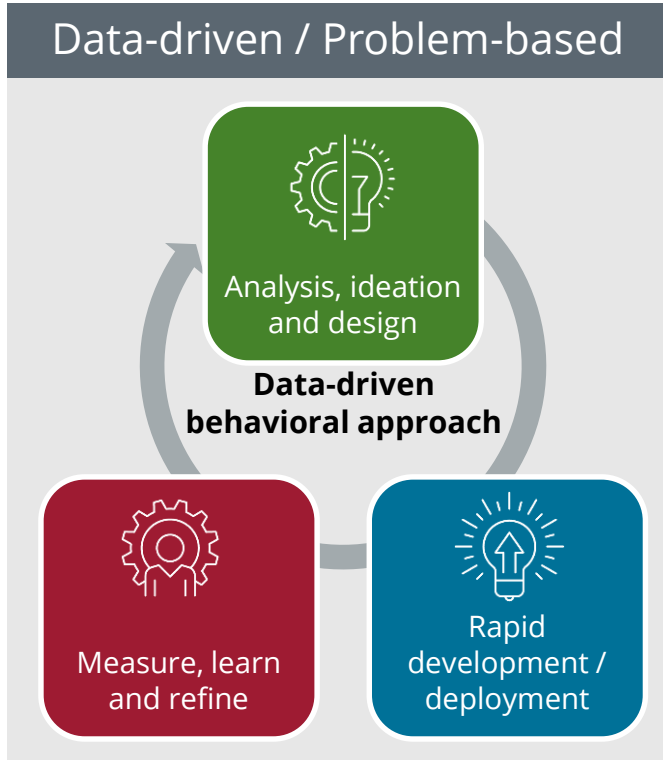 Data-driven / Problem-based
Analysis, ideation
and design
Data-driven
behavioral approach
Measure, learn
and refine
Rapid
development /
deployment